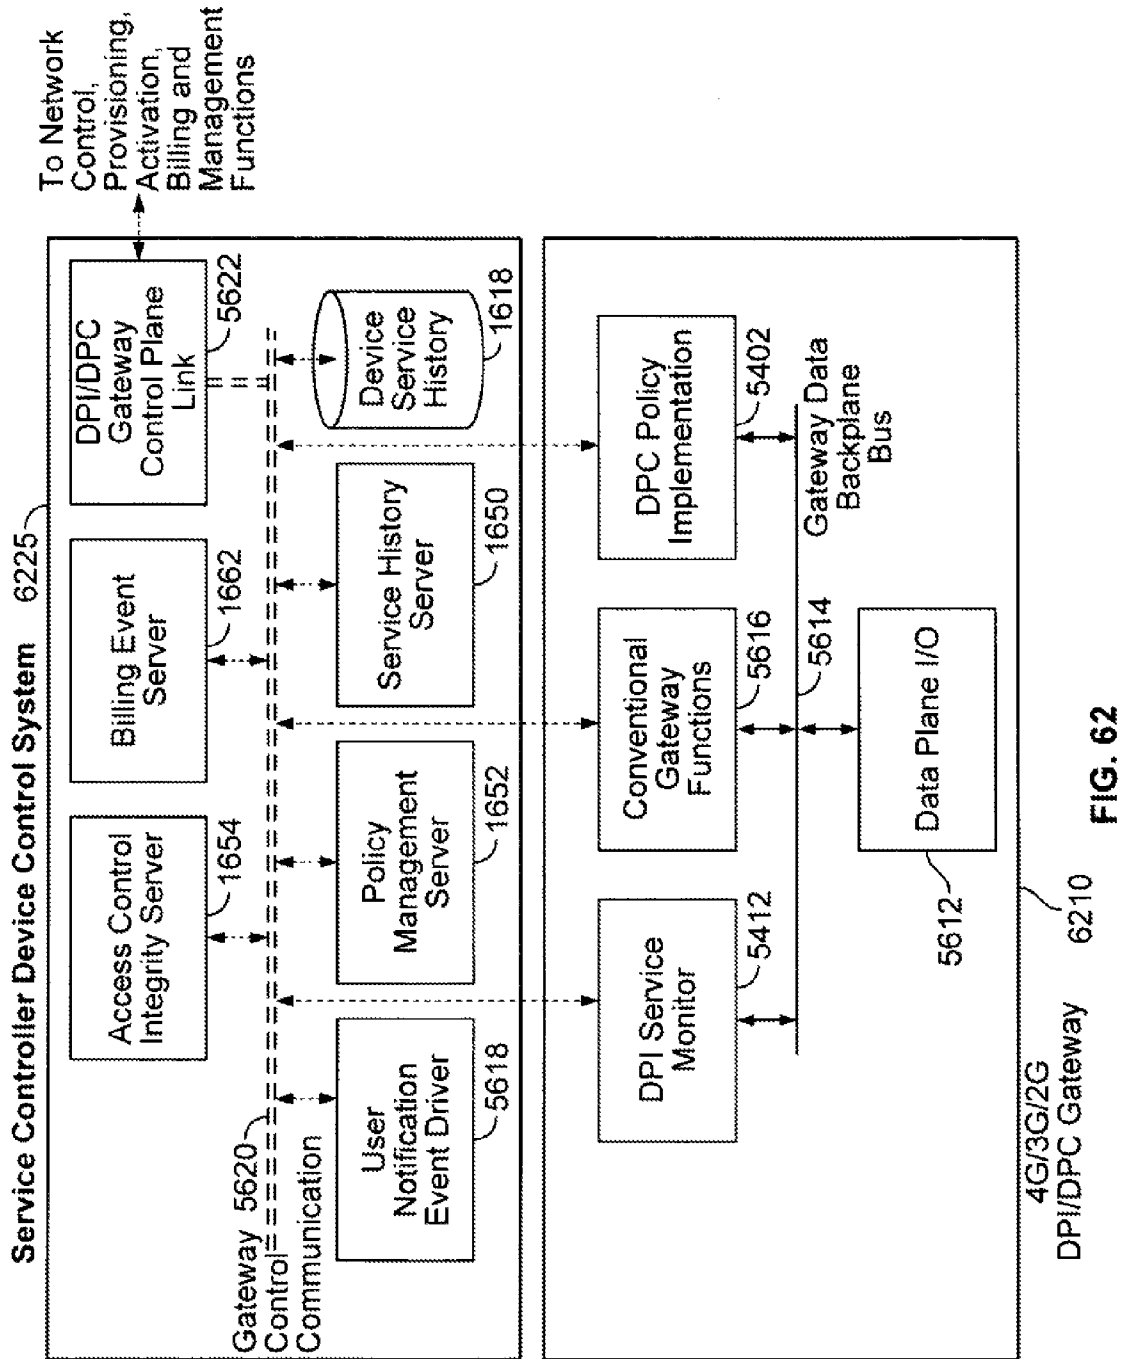 Service Controller Device Control System 6225
Access Control
Integrity Server
1654
Billing Event
Server
1662
DPI/DPC
Gateway
Control Plane
Link
5622
To Network
Control,
Provisioning,
Activation,
Billing and
Management
Functions
Gateway 5620
Control
Communication
User
Notification
Event Driver
5618
Policy
Management
Server
1652
Service History
Server
1650
Device
Service
History
1618
DPI Service
Monitor
5412
Conventional
Gateway
Functions
5616
DPC Policy
Implementation
5402
5614
Gateway Data
Backplane
Bus
Data Plane I/O
5612
6210
4G/3G/2G
DPI/DPC Gateway
FIG. 62